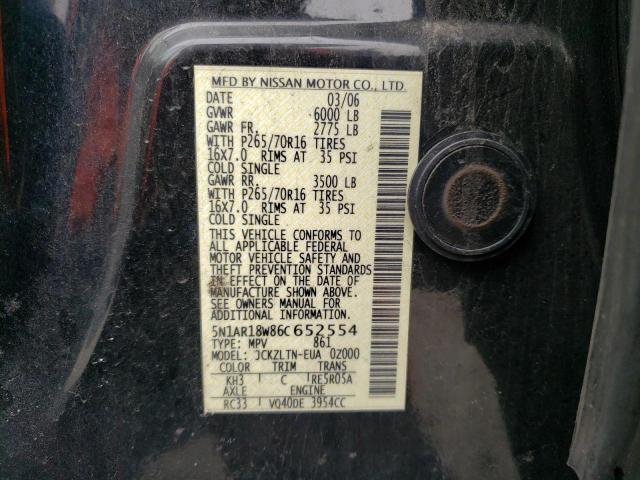 MFD BY NISSAN MOTOR CO., LTD.
DATE 03/06
GVWR 6000 LB
GAWR FR. 2775 LB
WITH P265/70R16 TIRES
16X7.0 RIMS AT 35 PSI
COLD SINGLE
GAWR RR. 3500 LB
WITH P265/70R16 TIRES
16X7.0 RIMS AT 35 PSI
COLD SINGLE
THIS VEHICLE CONFORMS TO
ALL APPLICABLE FEDERAL
MOTOR VEHICLE SAFETY AND
THEFT PREVENTION STANDARDS
IN EFFECT ON THE DATE OF
MANUFACTURE SHOWN ABOVE.
SEE OWNERS MANUAL FOR
ADDITIONAL INFORMATION.
5N1AR18W86C652554
TYPE: MPV 861
MODEL: JCKZLTN-EUA 0Z000
COLOR TRIM TRANS
KH3 C RE5R05A
AXLE ENGINE
RC33 VQ40DE 3954CC